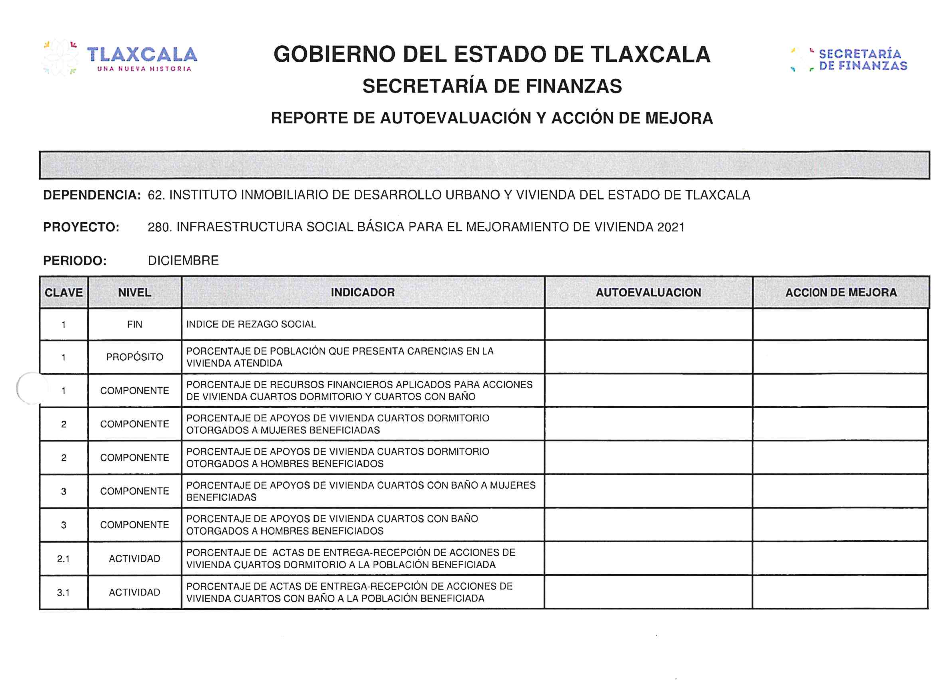 TLAXCALA
UNA NUEVA HISTORIA
GOBIERNO DEL ESTADO DE TLAXCALA
SECRETARÍA DE FINANZAS
REPORTE DE AUTOEVALUACIÓN Y ACCIÓN DE MEJORA
SECRETARÍA
DE FINANZAS
DEPENDENCIA: 62. INSTITUTO INMOBILIARIO DE DESARROLLO URBANO Y VIVIENDA DEL ESTADO DE TLAXCALA
PROYECTO: 280. INFRAESTRUCTURA SOCIAL BÁSICA PARA EL MEJORAMIENTO DE VIVIENDA 2021
PERIODO: DICIEMBRE
CLAVE NIVEL INDICADOR AUTOEVALUACION ACCION DE MEJORA
1 FIN INDICE DE REZAGO SOCIAL
1 PROPÓSITO PORCENTAJE DE POBLACIÓN QUE PRESENTA CARENCIAS EN LA
VIVIENDA ATENDIDA
1 COMPONENTE PORCENTAJE DE RECURSOS FINANCIEROS APLICADOS PARA ACCIONES
DE VIVIENDA CUARTOS DORMITORIO Y CUARTOS CON BAÑO
2 COMPONENTE PORCENTAJE DE APOYOS DE VIVIENDA CUARTOS DORMITORIO
OTORGADOS A MUJERES BENEFICIADAS
2 COMPONENTE PORCENTAJE DE APOYOS DE VIVIENDA CUARTOS DORMITORIO
OTORGADOS A HOMBRES BENEFICIADOS
3 COMPONENTE PORCENTAJE DE APOYOS DE VIVIENDA CUARTOS CON BAÑO A MUJERES
BENEFICIADAS
3 COMPONENTE PORCENTAJE DE APOYOS DE VIVIENDA CUARTOS CON BAÑO
OTORGADOS A HOMBRES BENEFICIADOS
2.1 ACTIVIDAD PORCENTAJE DE ACTAS DE ENTREGA-RECEPCIÓN DE ACCIONES DE
VIVIENDA CUARTOS DORMITORIO A LA POBLACIÓN BENEFICIADA
3.1 ACTIVIDAD PORCENTAJE DE ACTAS DE ENTREGA-RECEPCIÓN DE ACCIONES DE
VIVIENDA CUARTOS CON BAÑO A LA POBLACIÓN BENEFICIADA